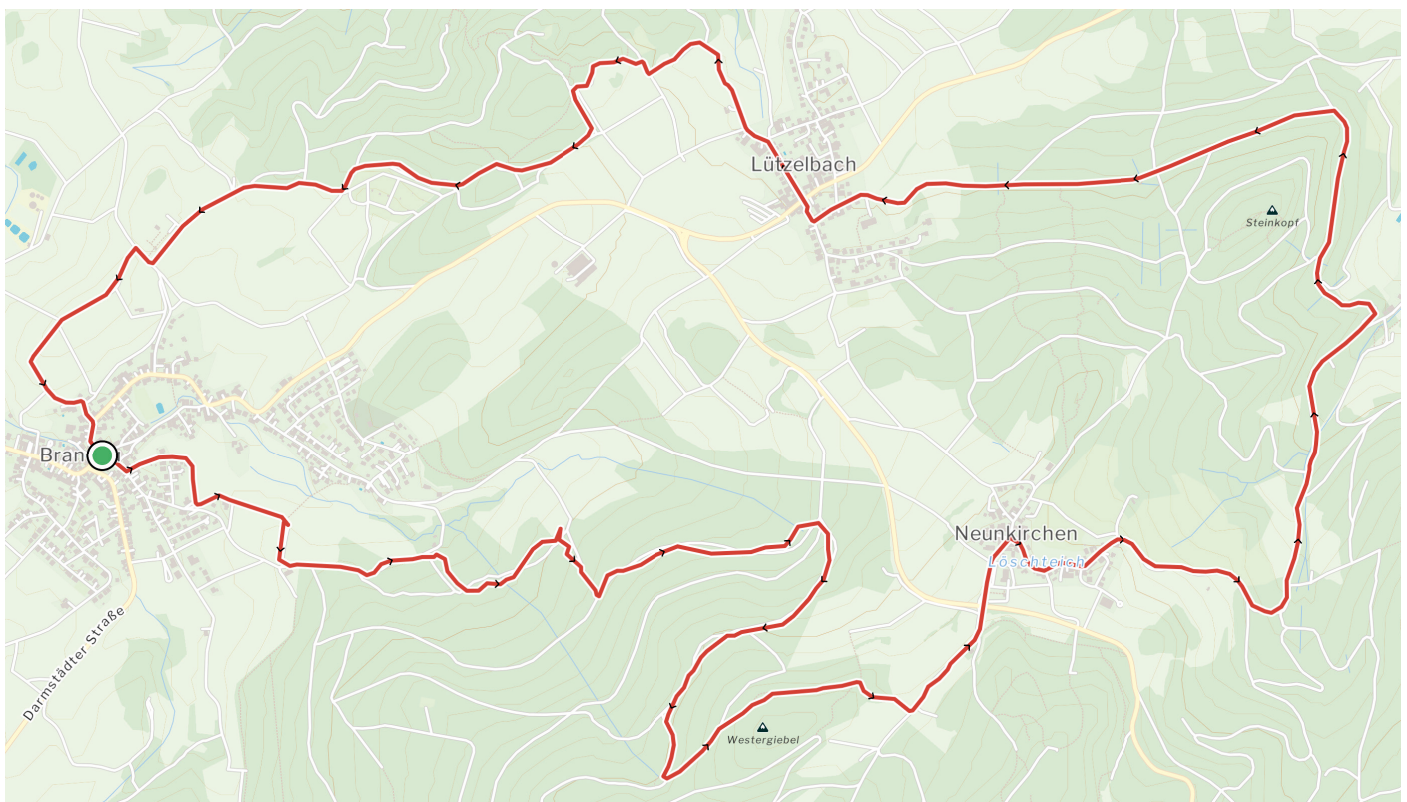 Lützelbach
Steinkopf
Bran
Neunkirchen
Löschteich
Darmstädter Straße
Westergiebel